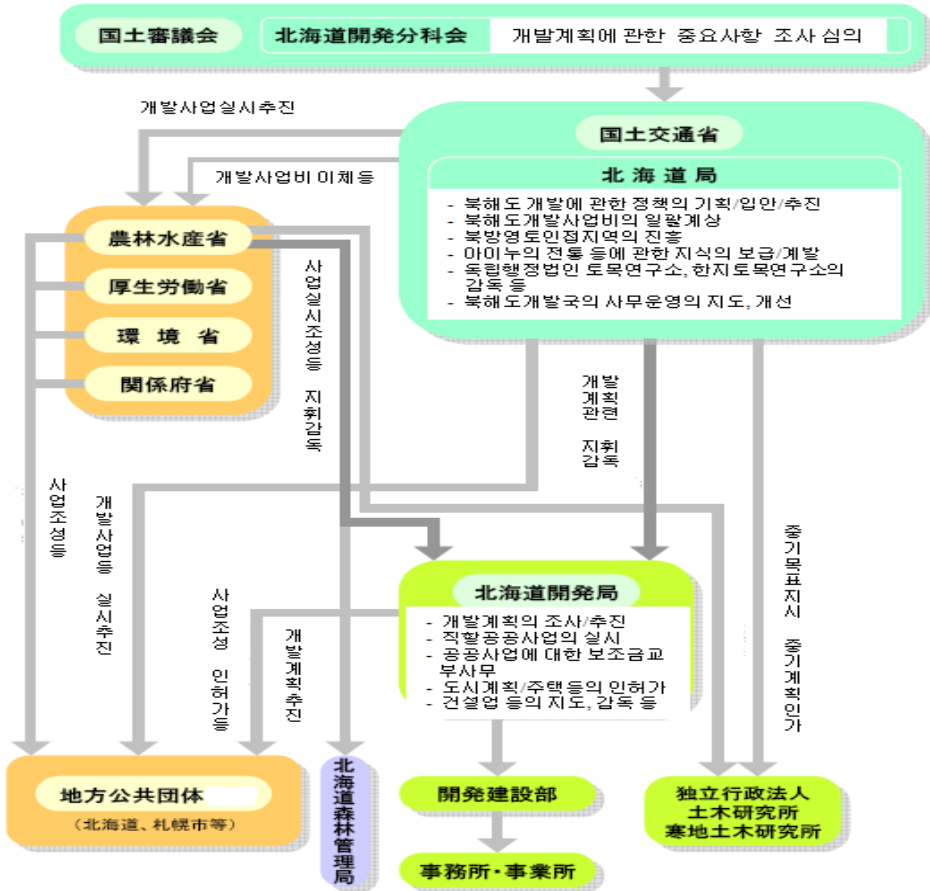 国土審議会
北海道開発分科会
개발계획에 관한 중요사항 조사 심의
개발사업실시추진
国土交通省
개발사업비 이체등
北海道局
- 북해도 개발에 관한 정책의 기획/입안/추진
- 북해도개발사업비의 일괄계상
- 북방영토인접지역의 진흥
- 아이누의 전통 등에 관한 지식의 보급/계발
- 독립행정법인 토목연구소, 한지토목연구소의
감독 등
- 북해도개발국의 사무운영의 지도, 개선
農林水産省
厚生労働省
環境省
関係府省
사업실시조성등 지휘감독
개발계획관련 지휘감독
사업조성등
개발사업등 실시추진
사업조성 인허가등
개발계획추진
중기목표지시 중기계획인가
北海道開発局
- 개발계획의 조사/추진
- 직할공공사업의 실시
- 공공사업에 대한 보조금교
부사무
- 도시계획/주택등의 인허가
- 건설업 등의 지도, 감독 등
地方公共団体
(北海道、札幌市等)
北海道森林管理局
開発建設部
事務所・事業所
独立行政法人
土木研究所
寒地土木研究所